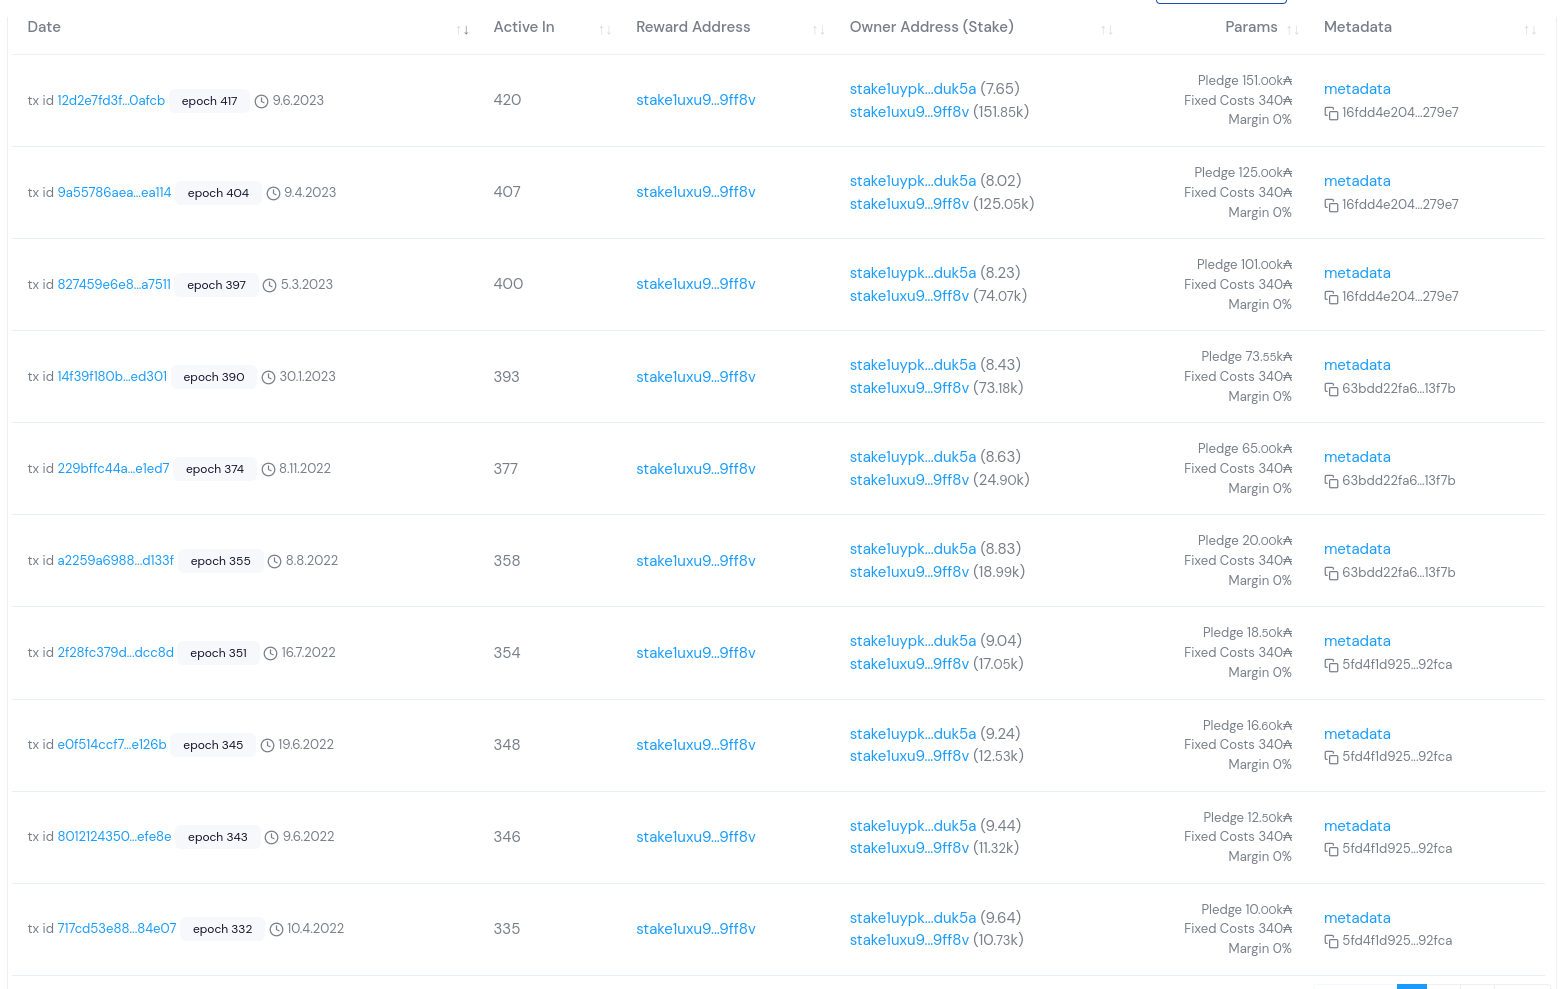 Date ↑↓ Active In ↑↓ Reward Address ↑↓ Owner Address (Stake) ↑↓ Params ↑↓ Metadata ↑↓
tx id 12d2e7fd3f...0afcb epoch 417 9.6.2023 420 stake1uxu9...9ff8v
stake1uypk...duk5a (7.65)
stake1uxu9...9ff8v (151.85k)
Pledge 151.00k₳
Fixed Costs 340₳
Margin 0%
metadata
16fdd4e204...279e7
tx id 9a55786aea...ea114 epoch 404 9.4.2023 407 stake1uxu9...9ff8v
stake1uypk...duk5a (8.02)
stake1uxu9...9ff8v (125.05k)
Pledge 125.00k₳
Fixed Costs 340₳
Margin 0%
metadata
16fdd4e204...279e7
tx id 827459e6e8...a7511 epoch 397 5.3.2023 400 stake1uxu9...9ff8v
stake1uypk...duk5a (8.23)
stake1uxu9...9ff8v (74.07k)
Pledge 101.00k₳
Fixed Costs 340₳
Margin 0%
metadata
16fdd4e204...279e7
tx id 14f39f180b...ed301 epoch 390 30.1.2023 393 stake1uxu9...9ff8v
stake1uypk...duk5a (8.43)
stake1uxu9...9ff8v (73.18k)
Pledge 73.55k₳
Fixed Costs 340₳
Margin 0%
metadata
63bdd22fa6...13f7b
tx id 229bffc44a...e1ed7 epoch 374 8.11.2022 377 stake1uxu9...9ff8v
stake1uypk...duk5a (8.63)
stake1uxu9...9ff8v (24.90k)
Pledge 65.00k₳
Fixed Costs 340₳
Margin 0%
metadata
63bdd22fa6...13f7b
tx id a2259a6988...d133f epoch 355 8.8.2022 358 stake1uxu9...9ff8v
stake1uypk...duk5a (8.83)
stake1uxu9...9ff8v (18.99k)
Pledge 20.00k₳
Fixed Costs 340₳
Margin 0%
metadata
63bdd22fa6...13f7b
tx id 2f28fc379d...dcc8d epoch 351 16.7.2022 354 stake1uxu9...9ff8v
stake1uypk...duk5a (9.04)
stake1uxu9...9ff8v (17.05k)
Pledge 18.50k₳
Fixed Costs 340₳
Margin 0%
metadata
5fd4f1d925...92fca
tx id e0f514ccf7...e126b epoch 345 19.6.2022 348 stake1uxu9...9ff8v
stake1uypk...duk5a (9.24)
stake1uxu9...9ff8v (12.53k)
Pledge 16.60k₳
Fixed Costs 340₳
Margin 0%
metadata
5fd4f1d925...92fca
tx id 8012124350...efe8e epoch 343 9.6.2022 346 stake1uxu9...9ff8v
stake1uypk...duk5a (9.44)
stake1uxu9...9ff8v (11.32k)
Pledge 12.50k₳
Fixed Costs 340₳
Margin 0%
metadata
5fd4f1d925...92fca
tx id 717cd53e88...84e07 epoch 332 10.4.2022 335 stake1uxu9...9ff8v
stake1uypk...duk5a (9.64)
stake1uxu9...9ff8v (10.73k)
Pledge 10.00k₳
Fixed Costs 340₳
Margin 0%
metadata
5fd4f1d925...92fca